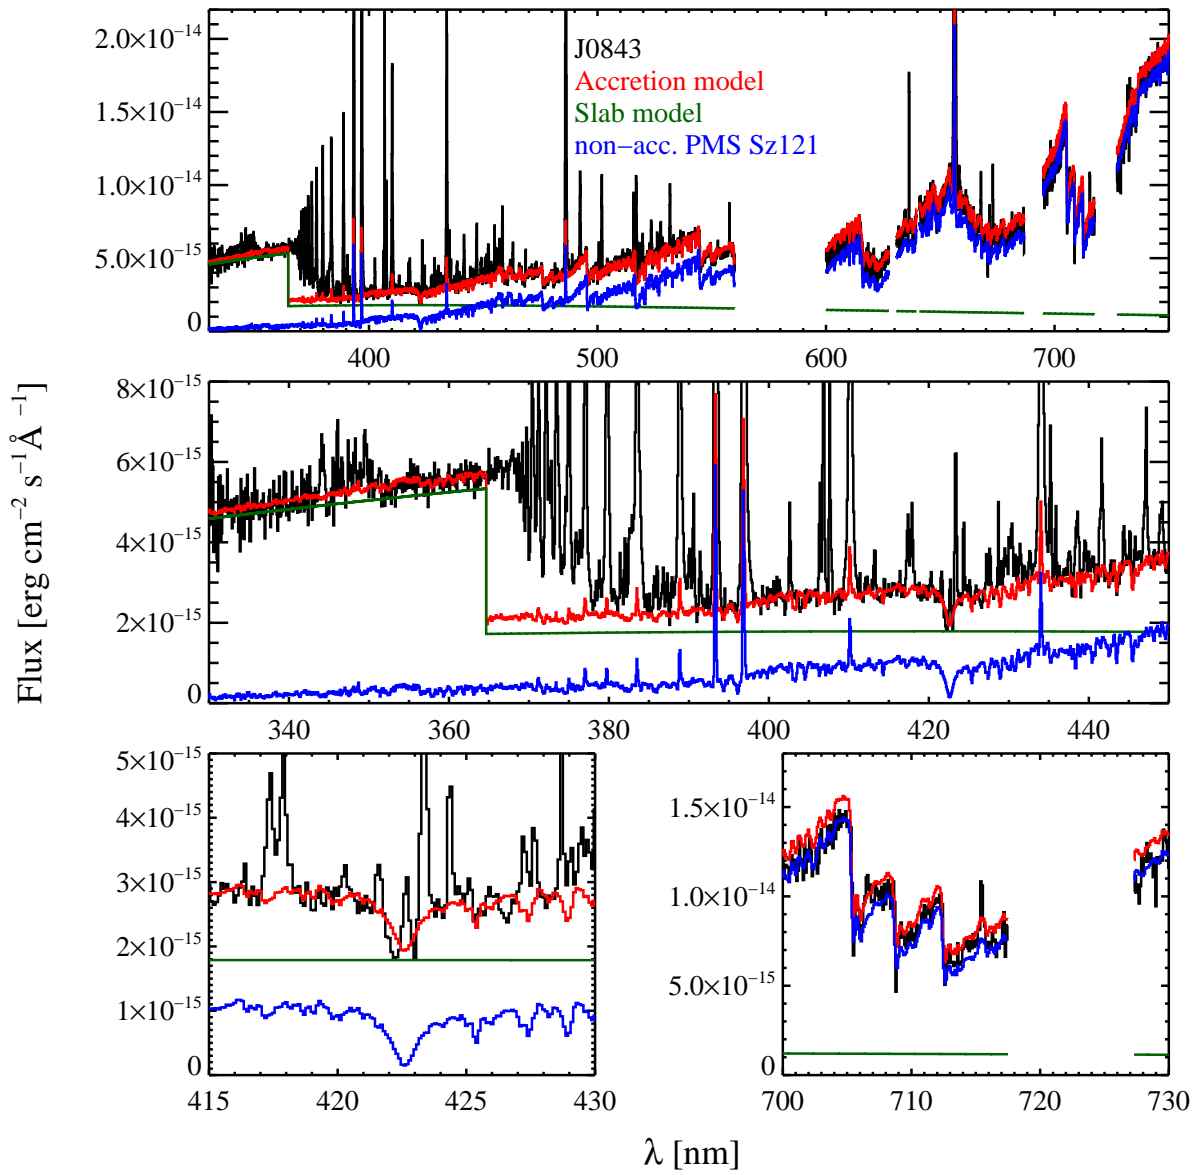 2.0×10⁻¹⁴
1.5×10⁻¹⁴
1.0×10⁻¹⁴
5.0×10⁻¹⁵
0
J0843
Accretion model
Slab model
non−acc. PMS Sz121
400 500 600 700
Flux [erg cm⁻² s⁻¹ Å ⁻¹]
8×10⁻¹⁵
6×10⁻¹⁵
4×10⁻¹⁵
2×10⁻¹⁵
0
340 360 380 400 420 440
5×10⁻¹⁵
4×10⁻¹⁵
3×10⁻¹⁵
2×10⁻¹⁵
1×10⁻¹⁵
0
415 420 425 430
1.5×10⁻¹⁴
1.0×10⁻¹⁴
5.0×10⁻¹⁵
0
700 710 720 730
λ [nm]